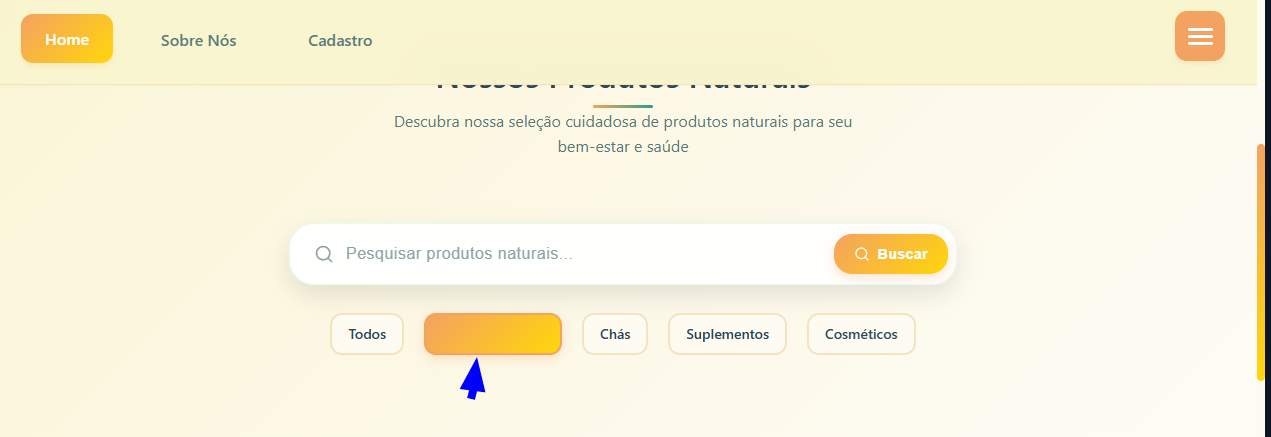 Home
Sobre Nós
Cadastro
Nossos Produtos Naturais
Descubra nossa seleção cuidadosa de produtos naturais para seu
bem-estar e saúde
Pesquisar produtos naturais...
Buscar
Todos
Chás
Suplementos
Cosméticos